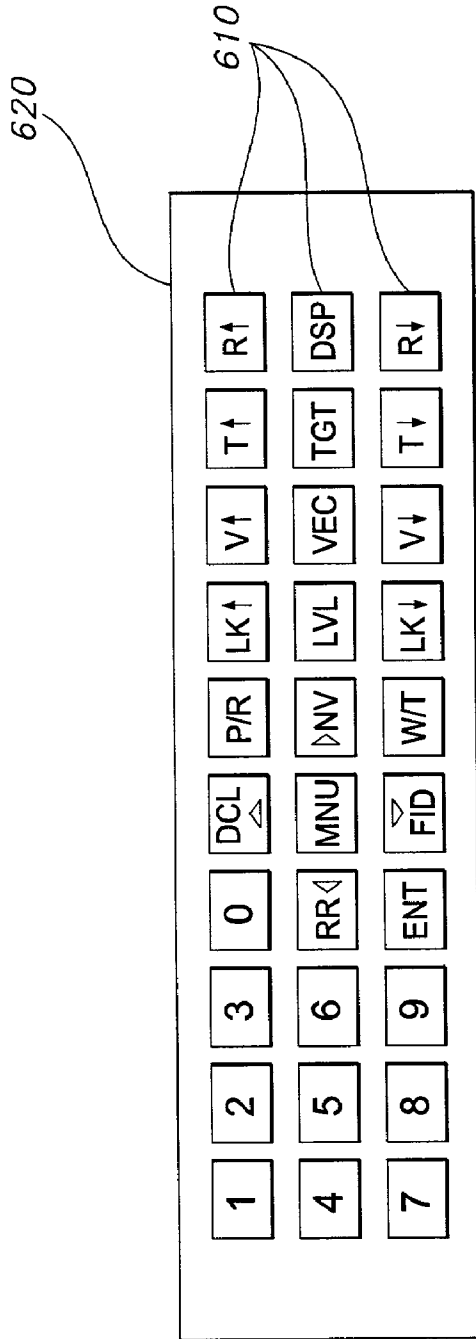 620
610
1 2 3 0 DCL △ P/R LK↑ V↑ T↑ R↑
4 5 6 RR◁ MNU ▷NV LVL VEC TGT DSP
7 8 9 ENT ▽ FID W/T LK↓ V↓ T↓ R↓